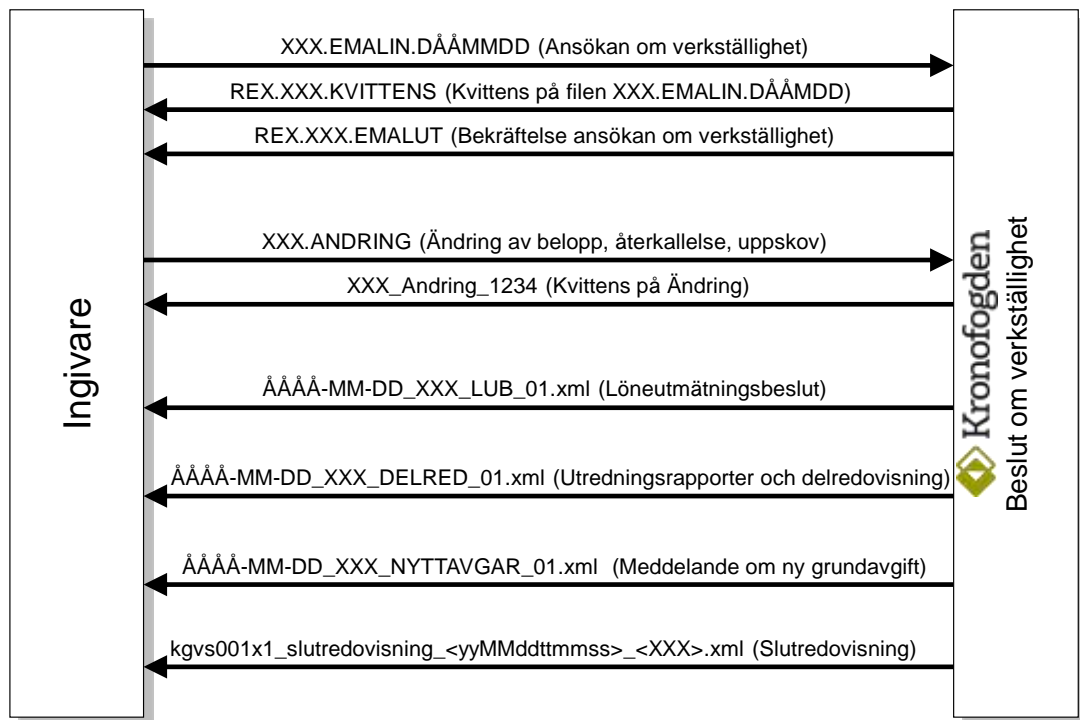 XXX.EMALIN.DÅÅMMDD (Ansökan om verkställighet)
REX.XXX.KVITTENS (Kvittens på filen XXX.EMALIN.DÅÅMDD)
REX.XXX.EMALUT (Bekräftelse ansökan om verkställighet)
XXX.ANDRING (Ändring av belopp, återkallelse, uppskov)
XXX_Andring_1234 (Kvittens på Ändring)
ÅÅÅÅ-MM-DD_XXX_LUB_01.xml (Löneutmätningsbeslut)
ÅÅÅÅ-MM-DD_XXX_DELRED_01.xml (Utredningsrapporter och delredovisning)
ÅÅÅÅ-MM-DD_XXX_NYTTAVGAR_01.xml (Meddelande om ny grundavgift)
kgvs001x1_slutredovisning_<yyMMddttmmss>_<XXX>.xml (Slutredovisning)
Ingivare
Kronofogden
Beslut om verkställighet